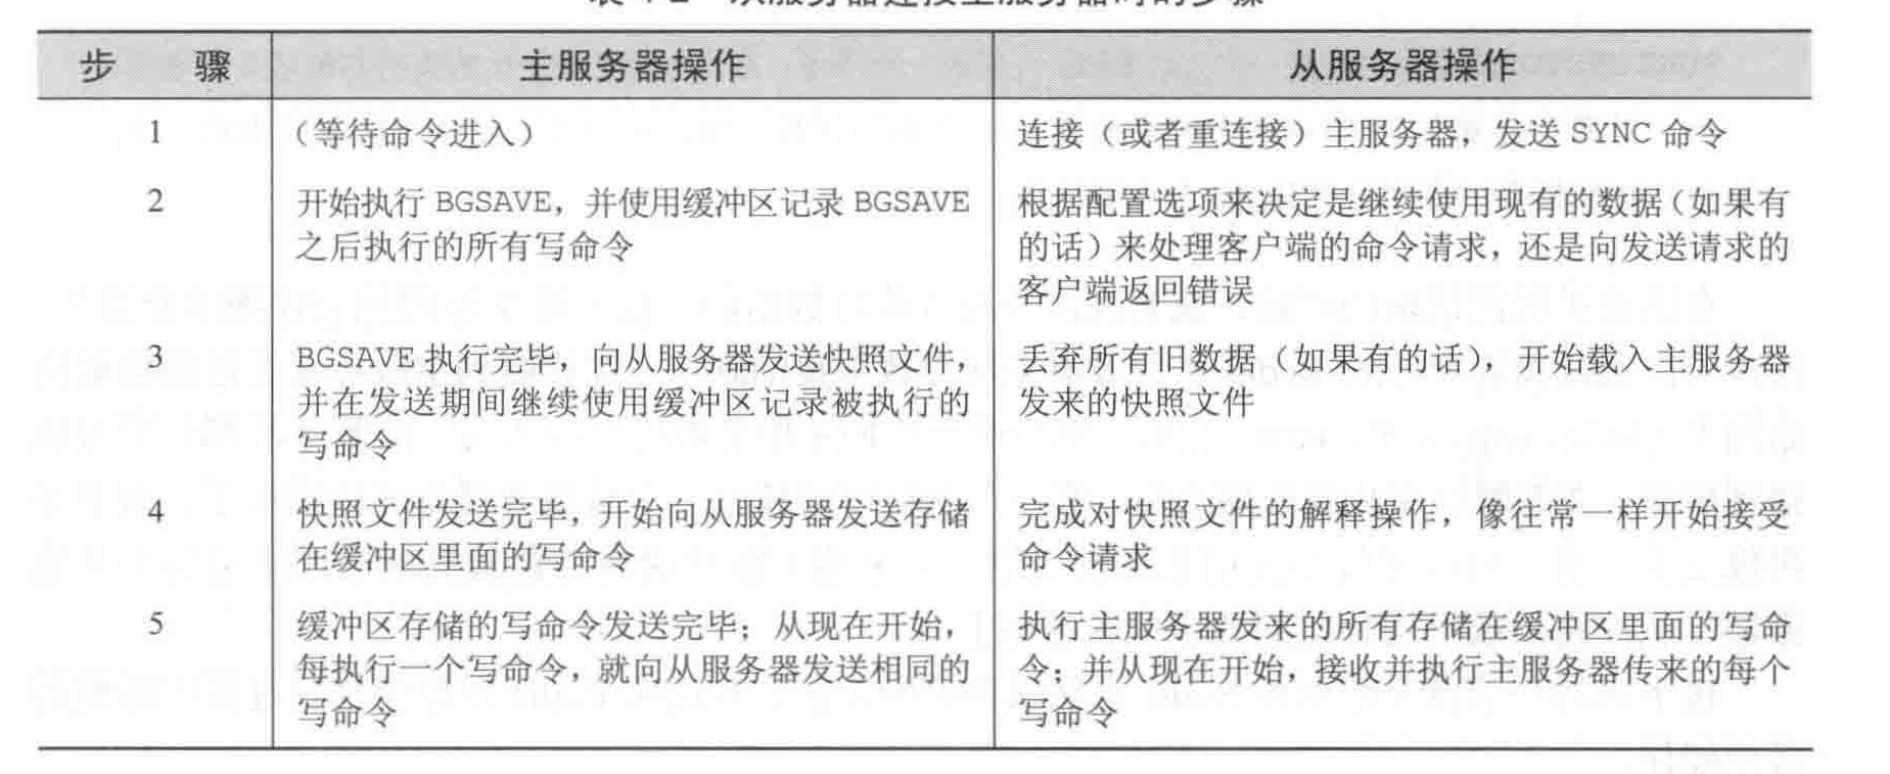 步 骤 主服务器操作 从服务器操作
1 （等待命令进入） 连接（或者重连接）主服务器，发送 SYNC 命令
2 开始执行 BGSAVE，并使用缓冲区记录 BGSAVE
之后执行的所有写命令
根据配置选项来决定是继续使用现有的数据（如果有
的话）来处理客户端的命令请求，还是向发送请求的
客户端返回错误
3 BGSAVE 执行完毕，向从服务器发送快照文件，
并在发送期间继续使用缓冲区记录被执行的
写命令
丢弃所有旧数据（如果有的话），开始载入主服务器
发来的快照文件
4 快照文件发送完毕，开始向从服务器发送存储
在缓冲区里面的写命令
完成对快照文件的解释操作，像往常一样开始接受
命令请求
5 缓冲区存储的写命令发送完毕；从现在开始，
每执行一个写命令，就向从服务器发送相同的
写命令
执行主服务器发来的所有存储在缓冲区里面的写命
令；并从现在开始，接收并执行主服务器传来的每个
写命令